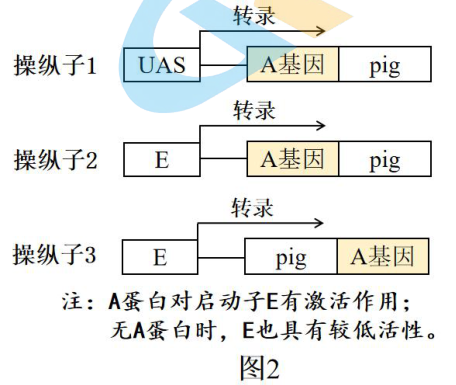 转录
操纵子1 UAS A基因 pig
转录
操纵子2 E A基因 pig
转录
操纵子3 E pig A基因
注：A蛋白对启动子E有激活作用；
无A蛋白时，E也具有较低活性。
图2